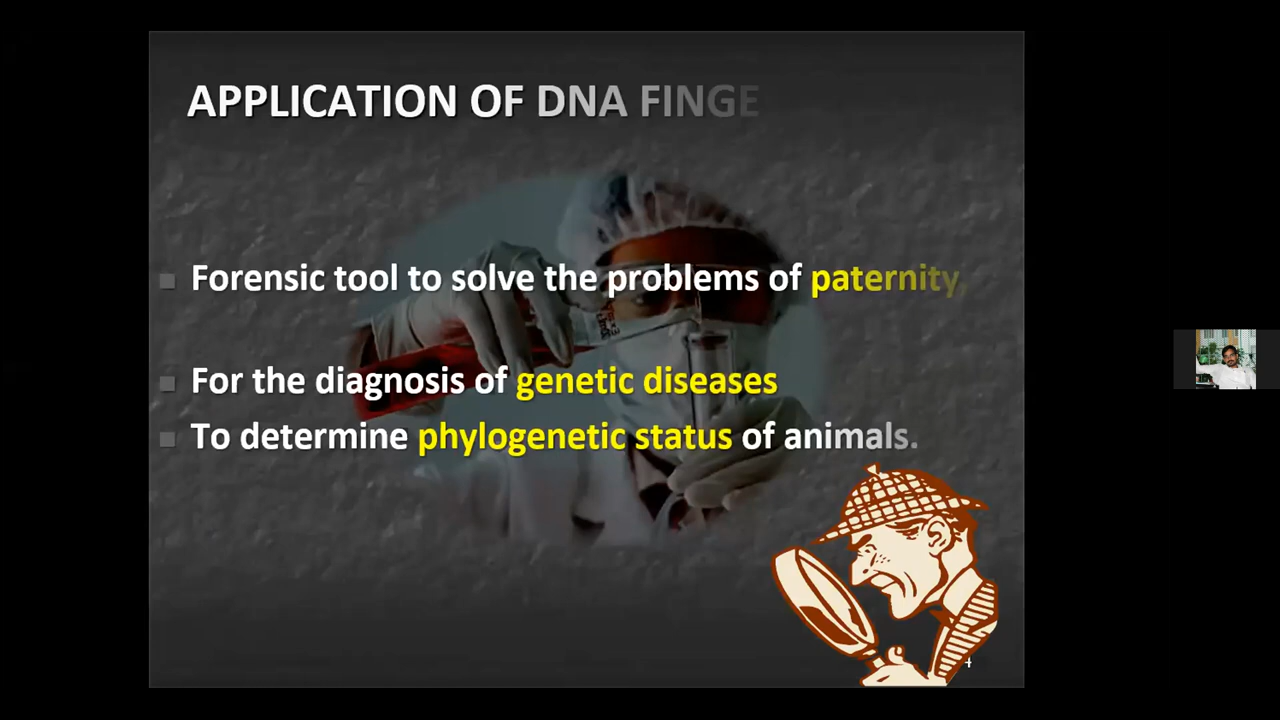 APPLICATION OF DNA FINGE
Forensic tool to solve the problems of paternity,
For the diagnosis of genetic diseases
To determine phylogenetic status of animals.